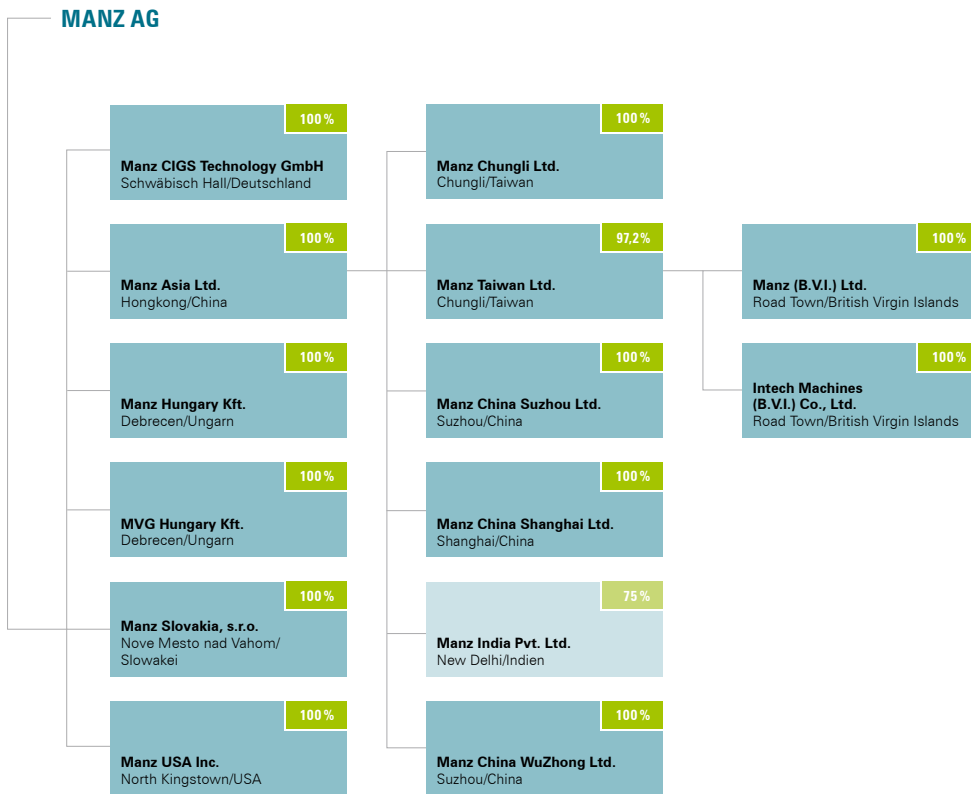 MANZ AG
100 %
Manz CIGS Technology GmbH
Schwäbisch Hall/Deutschland
100 %
Manz Asia Ltd.
Hongkong/China
100 %
Manz Hungary Kft.
Debrecen/Ungarn
100 %
MVG Hungary Kft.
Debrecen/Ungarn
100 %
Manz Slovakia, s.r.o.
Nove Mesto nad Vahom/
Slowakei
100 %
Manz USA Inc.
North Kingstown/USA
100 %
Manz Chungli Ltd.
Chungli/Taiwan
97,2 %
Manz Taiwan Ltd.
Chungli/Taiwan
100 %
Manz China Suzhou Ltd.
Suzhou/China
100 %
Manz China Shanghai Ltd.
Shanghai/China
75 %
Manz India Pvt. Ltd.
New Delhi/Indien
100 %
Manz China WuZhong Ltd.
Suzhou/China
100 %
Manz (B.V.I.) Ltd.
Road Town/British Virgin Islands
100 %
Intech Machines
(B.V.I.) Co., Ltd.
Road Town/British Virgin Islands